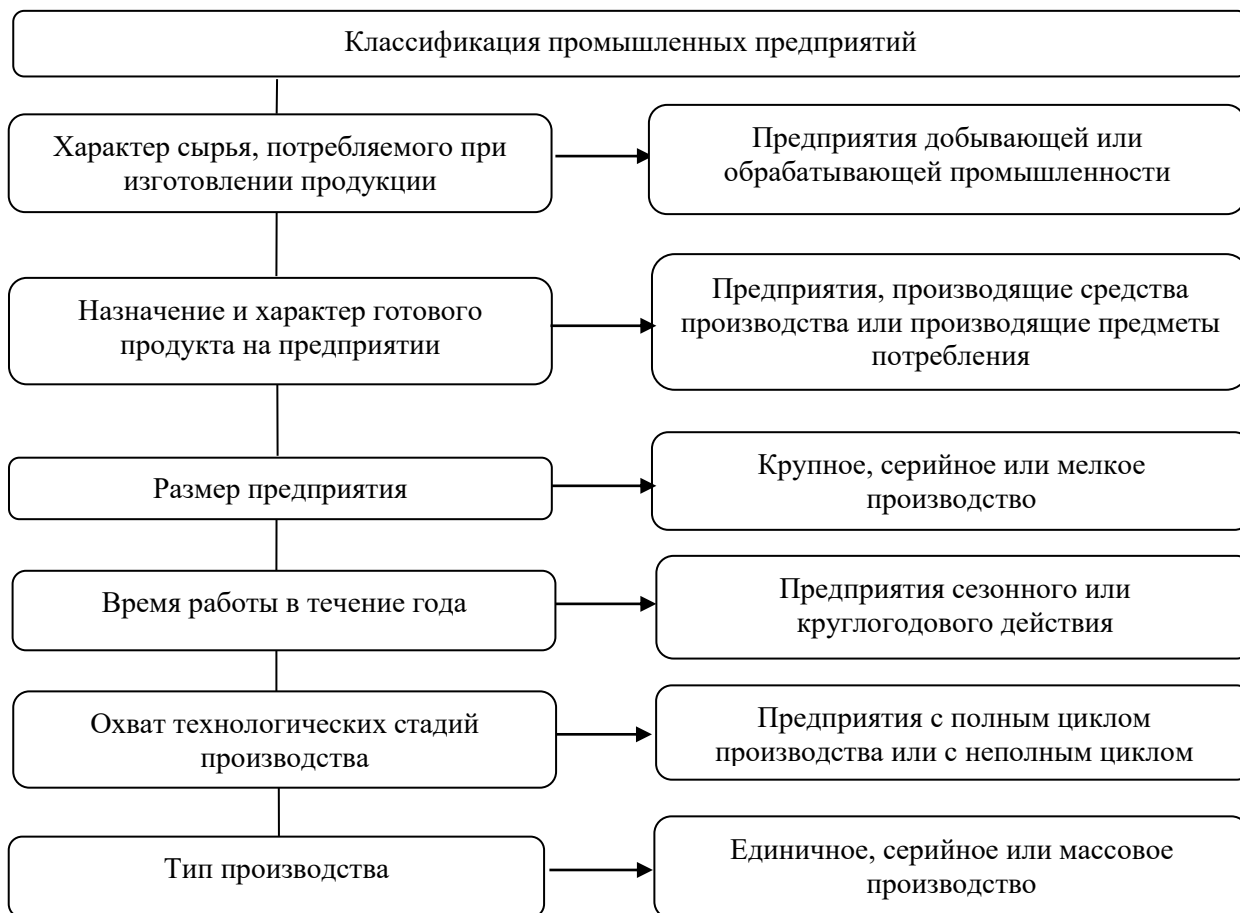 Классификация промышленных предприятий
Характер сырья, потребляемого при
изготовлении продукции
Предприятия добывающей или
обрабатывающей промышленности
Назначение и характер готового
продукта на предприятии
Предприятия, производящие средства
производства или производящие предметы
потребления
Размер предприятия
Крупное, серийное или мелкое
производство
Время работы в течение года
Предприятия сезонного или
круглогодового действия
Охват технологических стадий
производства
Предприятия с полным циклом
производства или с неполным циклом
Тип производства
Единичное, серийное или массовое
производство